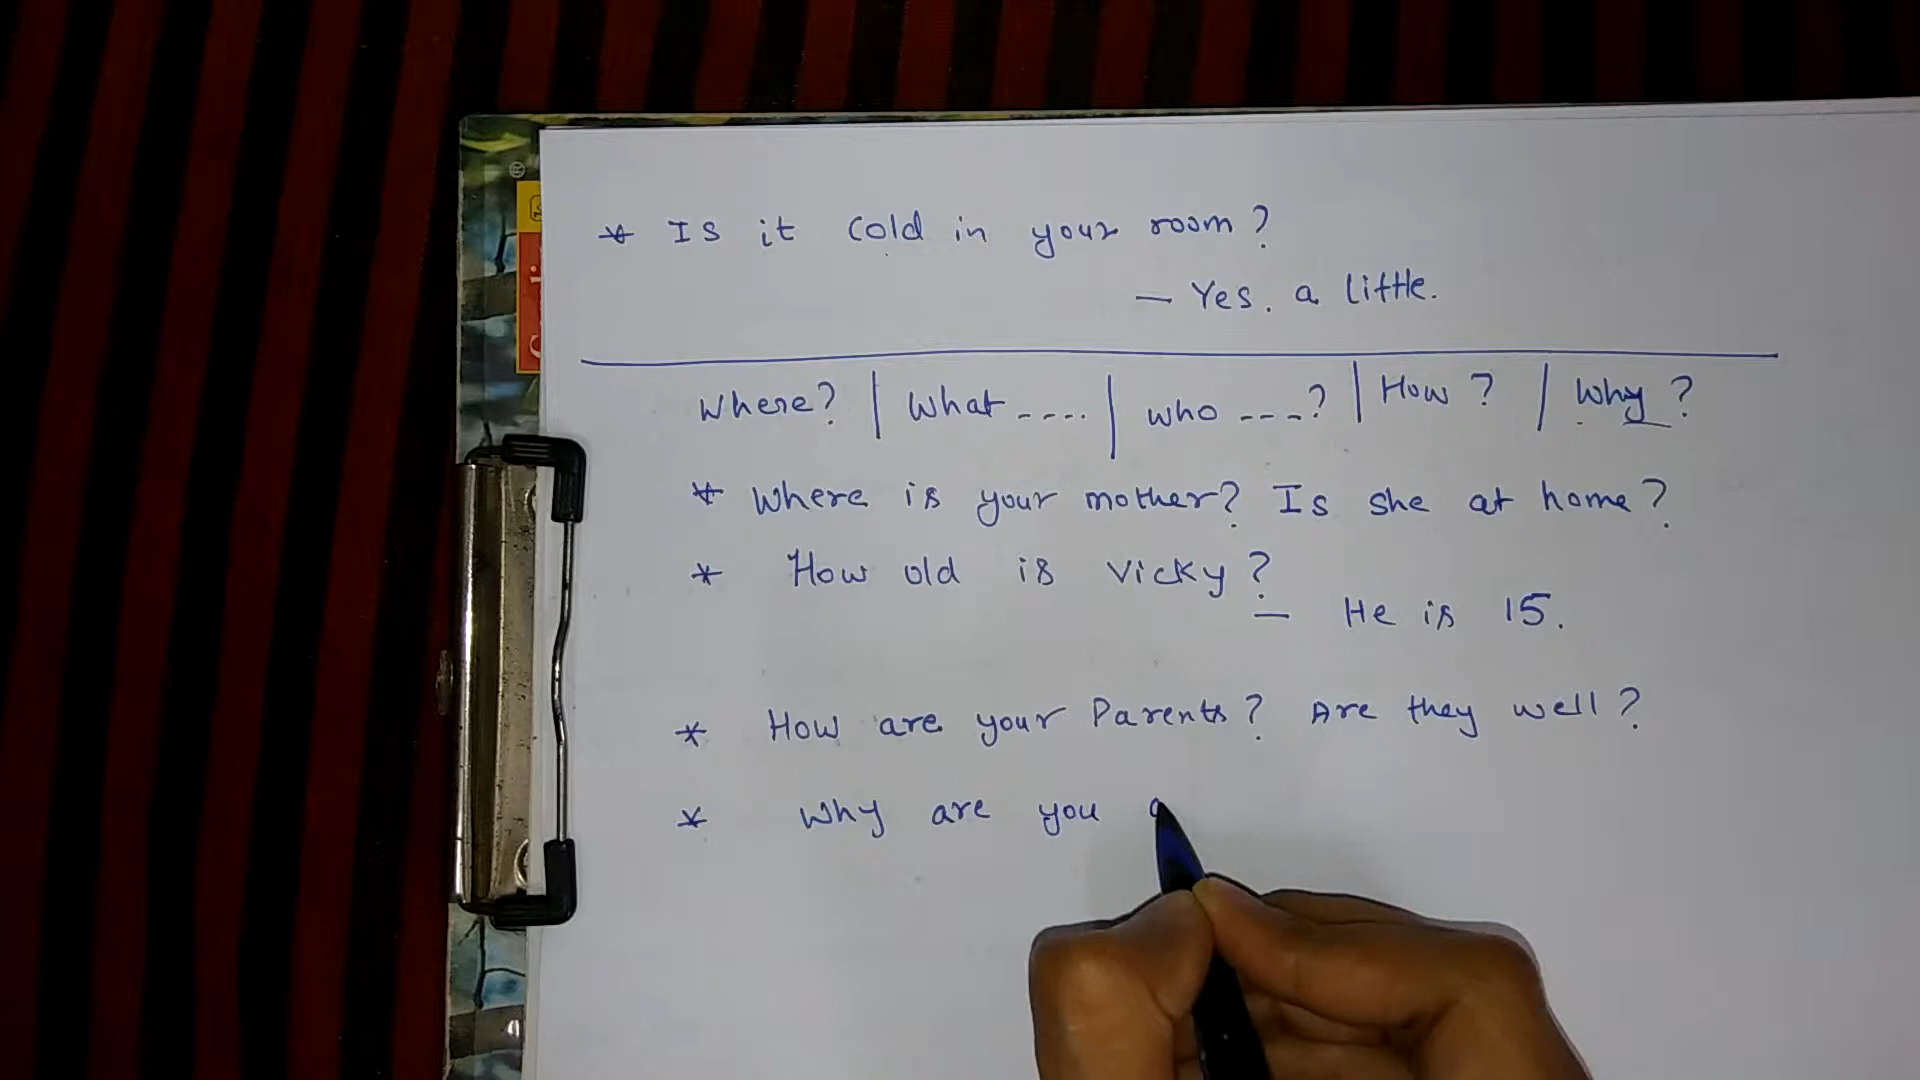 * Is it cold in your room?
— Yes. a little.
Where? | What ---- | who ---? | How ? | Why ?
* Where is your mother? Is she at home?
* How old is Vicky?
— He is 15.
* How are your Parents? Are they well?
* Why are you